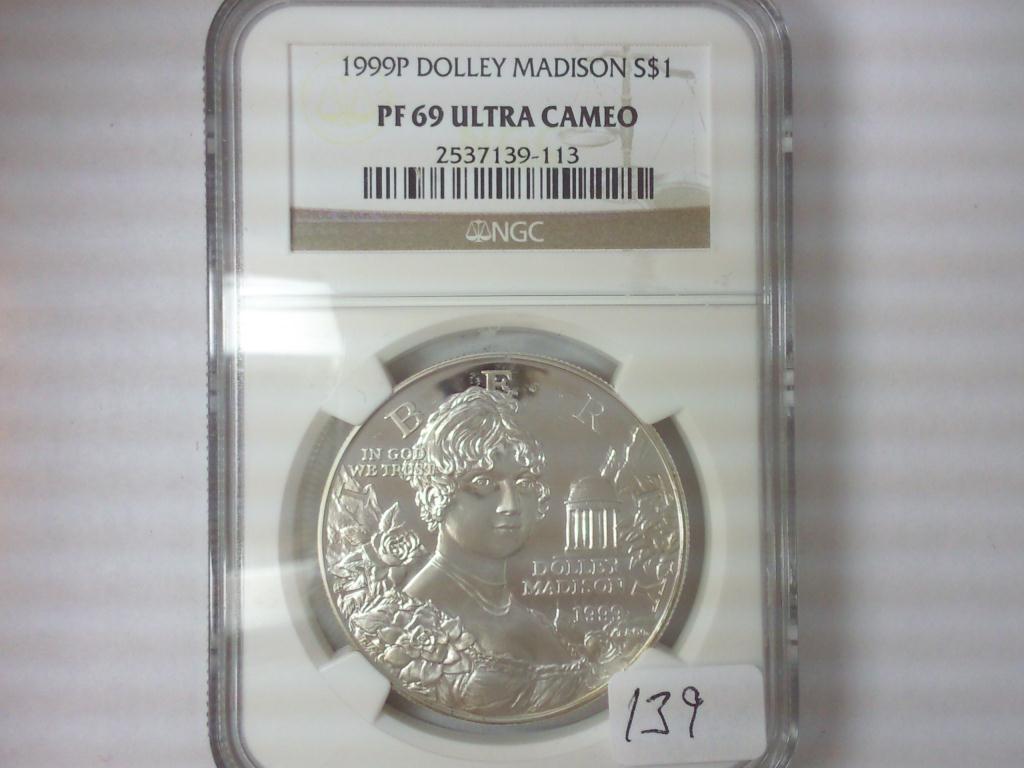 1999P DOLLEY MADISON S$1
PF 69 ULTRA CAMEO
2537139-113
NGC
LIBERTY
IN GOD
WE TRUST
DOLLEY
MADISON
1999
139